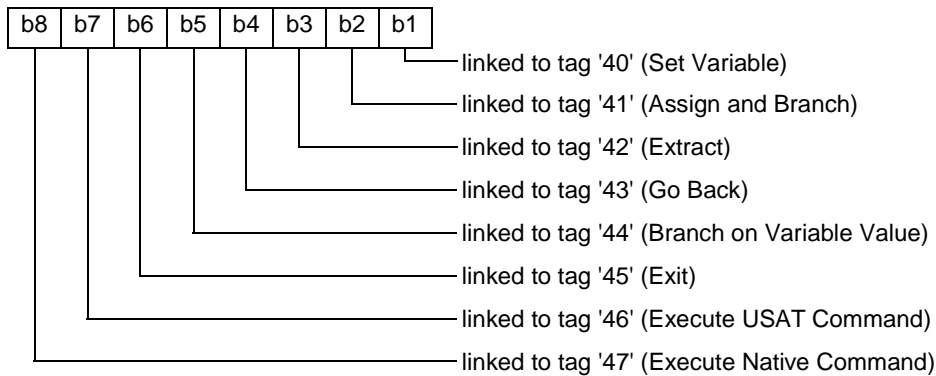 b8 b7 b6 b5 b4 b3 b2 b1
linked to tag '40' (Set Variable)
linked to tag '41' (Assign and Branch)
linked to tag '42' (Extract)
linked to tag '43' (Go Back)
linked to tag '44' (Branch on Variable Value)
linked to tag '45' (Exit)
linked to tag '46' (Execute USAT Command)
linked to tag '47' (Execute Native Command)